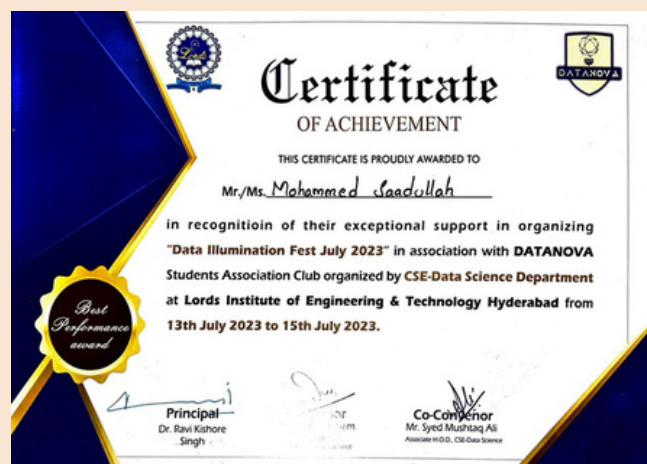 Lords
DATANOVA
Certificate
OF ACHIEVEMENT
THIS CERTIFICATE IS PROUDLY AWARDED TO
Mr./Ms. Mohammed Saadullah
in recognitioin of their exceptional support in organizing
"Data Illumination Fest July 2023" in association with DATANOVA
Students Association Club organized by CSE-Data Science Department
at Lords Institute of Engineering & Technology Hyderabad from
13th July 2023 to 15th July 2023.
Best
Performance
award
Principal
Dr. Ravi Kishore
Singh
Co-Convenor
Mr. Syed Mushtaq Ali
Associate H.O.D., CSE-Data Science